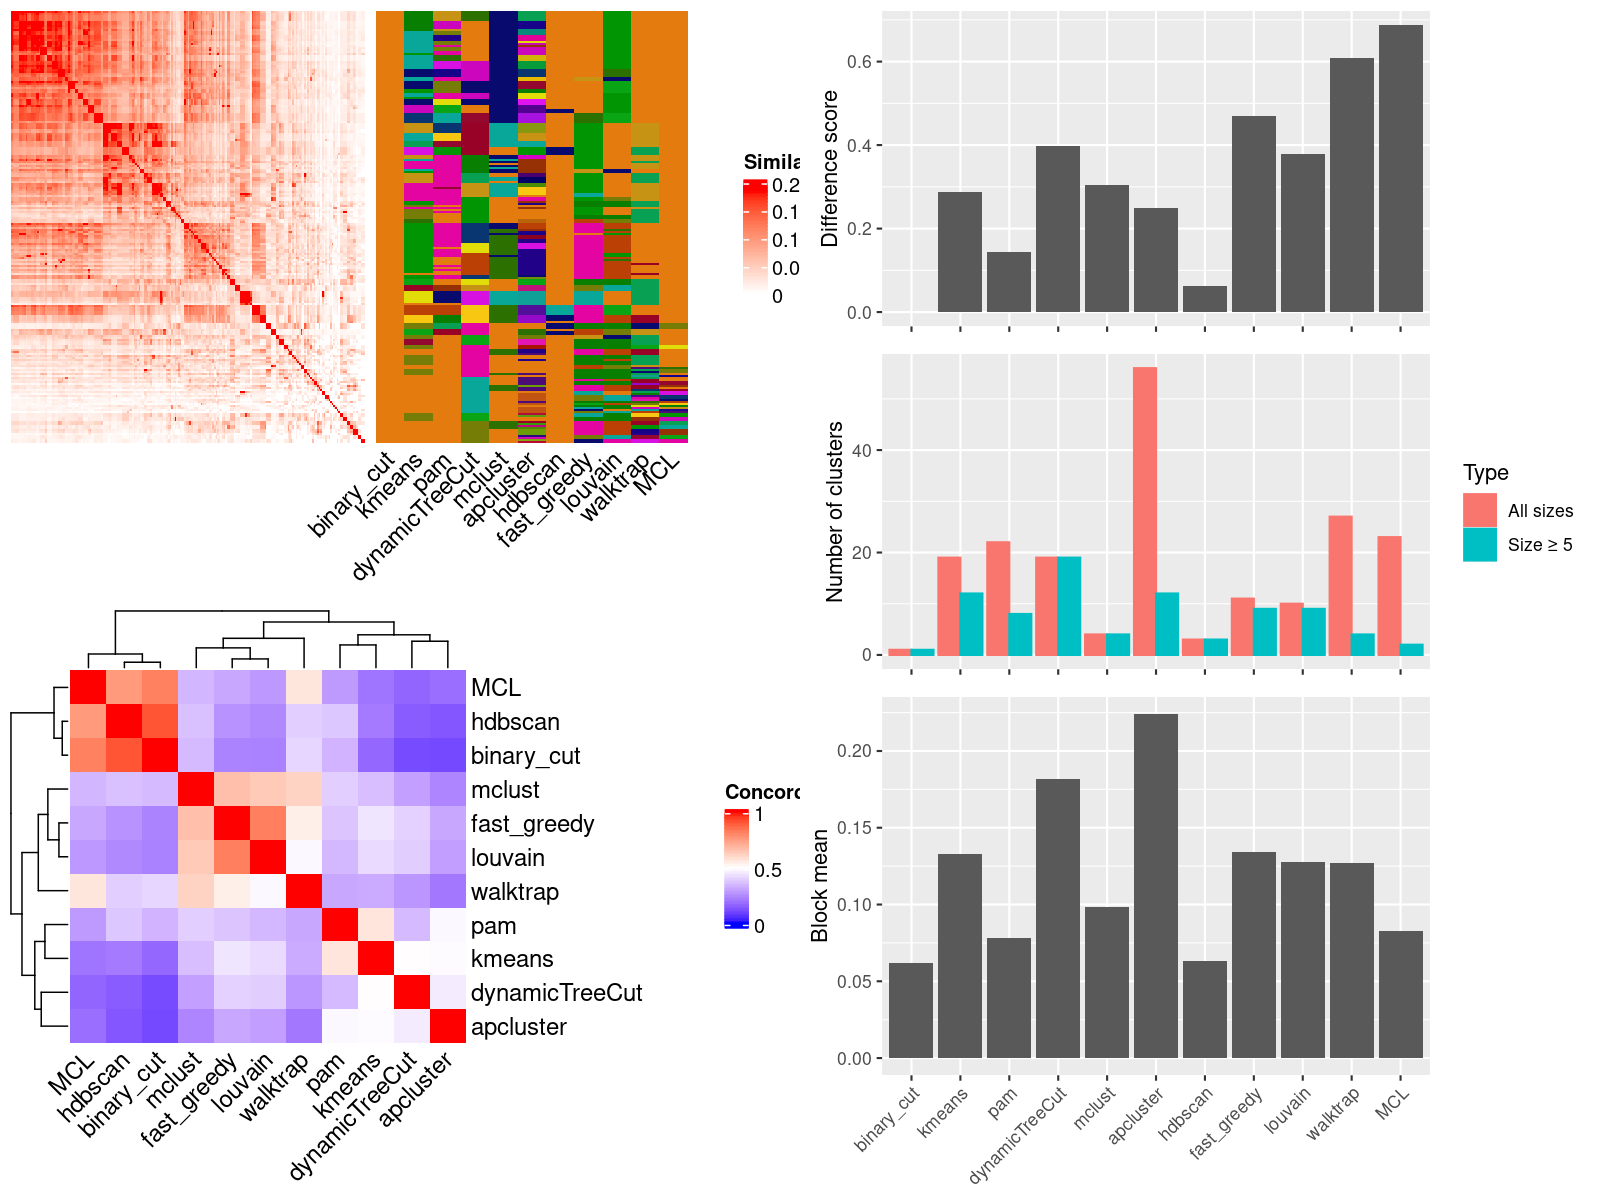 Simila
0.2
0.1
0.1
0.0
0
binary_cut
kmeans
pam
dynamicTreeCut
mclust
apcluster
hdbscan
fast_greedy
louvain
walktrap
MCL
Difference score
0.6
0.4
0.2
0.0
Number of clusters
40
20
0
Type
All sizes
Size ≥ 5
MCL
hdbscan
binary_cut
mclust
fast_greedy
louvain
walktrap
pam
kmeans
dynamicTreeCut
apcluster
MCL
hdbscan
binary_cut
mclust
fast_greedy
louvain
walktrap
pam
kmeans
dynamicTreeCut
apcluster
Concord
1
0.5
0
Block mean
0.20
0.15
0.10
0.05
0.00
binary_cut
kmeans
pam
dynamicTreeCut
mclust
apcluster
hdbscan
fast_greedy
louvain
walktrap
MCL